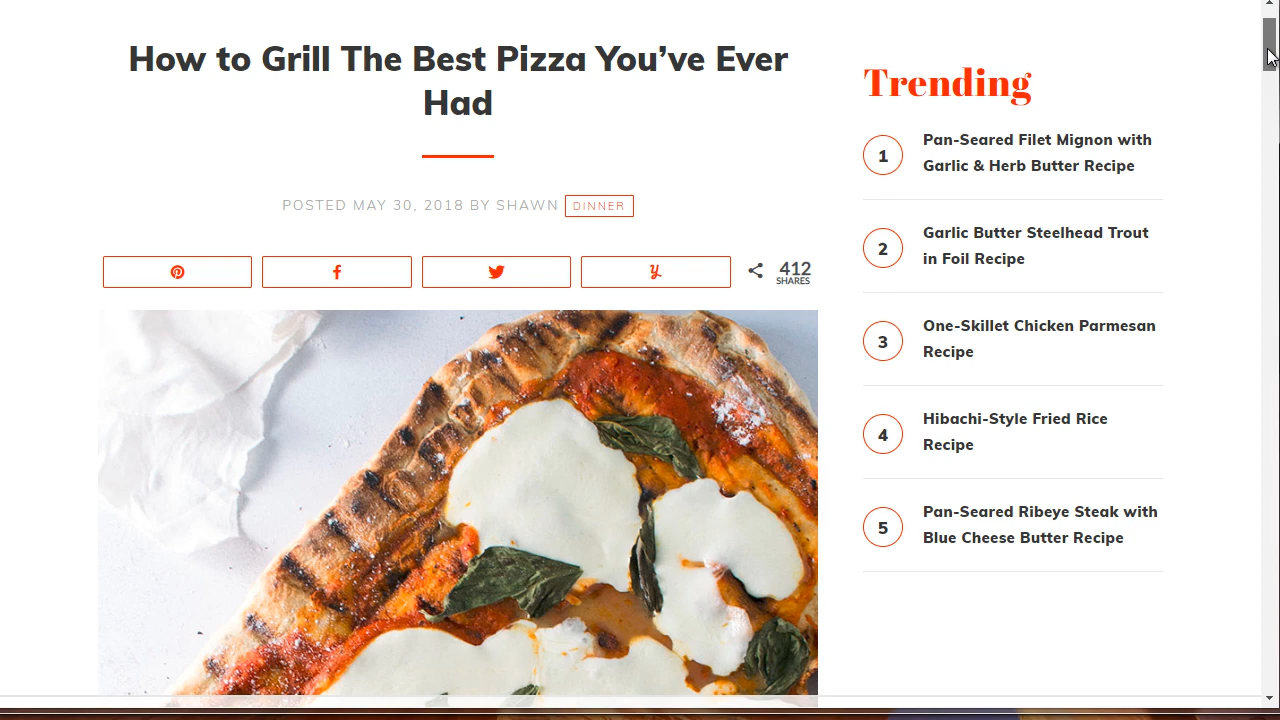 How to Grill The Best Pizza You’ve Ever
Had
POSTED MAY 30, 2018 BY SHAWN DINNER
412
SHARES
Trending
1
Pan-Seared Filet Mignon with
Garlic & Herb Butter Recipe
2
Garlic Butter Steelhead Trout
in Foil Recipe
3
One-Skillet Chicken Parmesan
Recipe
4
Hibachi-Style Fried Rice
Recipe
5
Pan-Seared Ribeye Steak with
Blue Cheese Butter Recipe